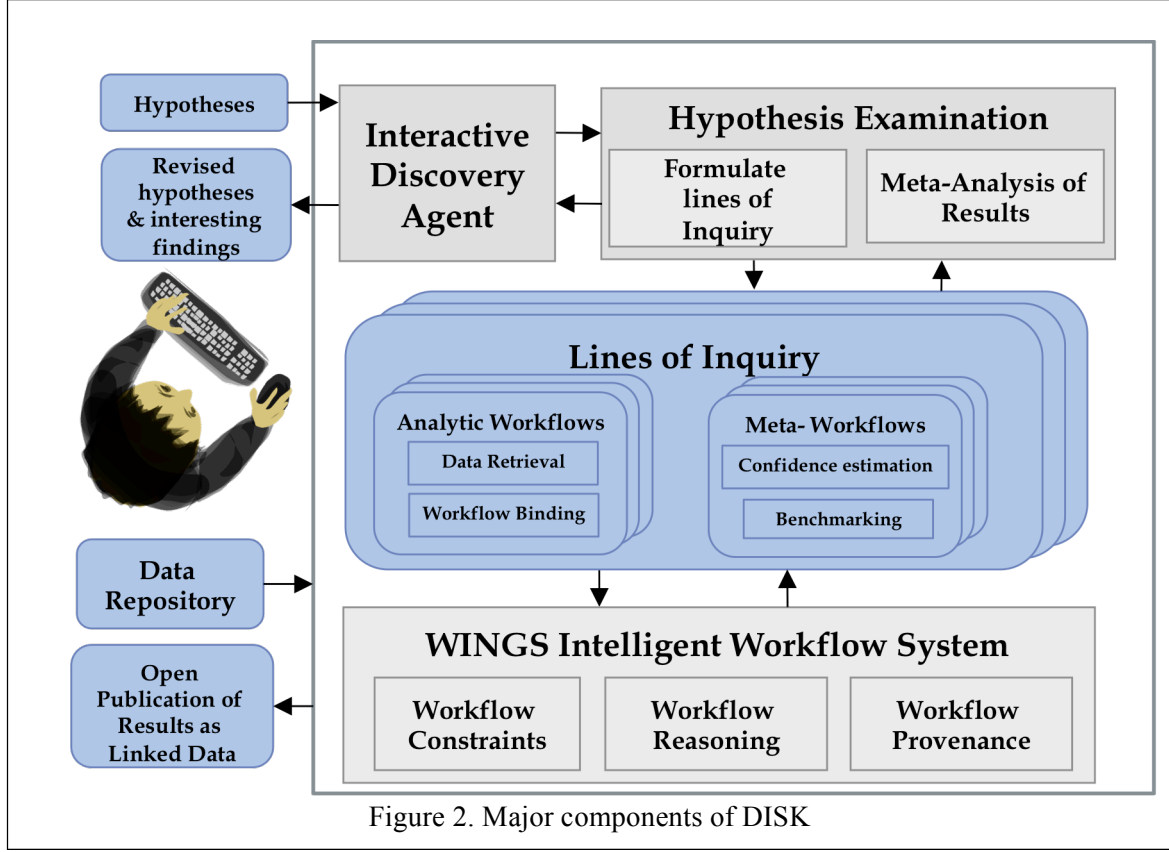 Hypotheses
Revised
hypotheses
& interesting
findings
Interactive
Discovery
Agent
Hypothesis Examination
Formulate
lines of
Inquiry
Meta-Analysis of
Results
Lines of Inquiry
Analytic Workflows
Data Retrieval
Workflow Binding
Meta- Workflows
Confidence estimation
Benchmarking
Data
Repository
Open
Publication of
Results as
Linked Data
WINGS Intelligent Workflow System
Workflow
Constraints
Workflow
Reasoning
Workflow
Provenance
Figure 2. Major components of DISK